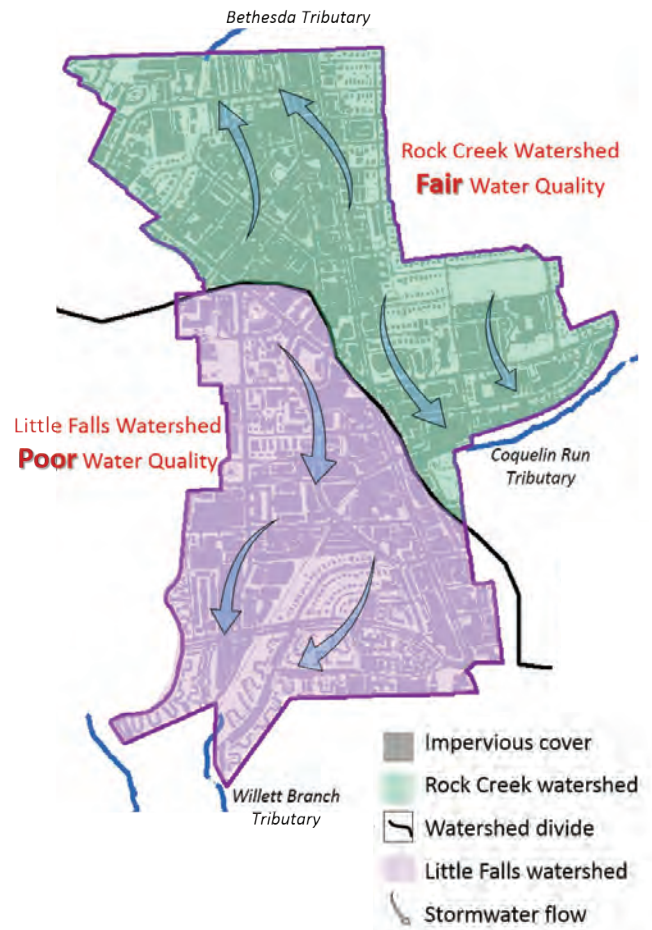 Bethesda Tributary
Rock Creek Watershed
Fair Water Quality
Little Falls Watershed
Poor Water Quality
Coquelin Run
Tributary
Willett Branch
Tributary
Impervious cover
Rock Creek watershed
Watershed divide
Little Falls watershed
Stormwater flow